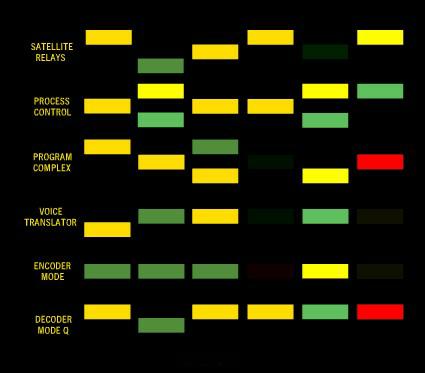 SATELLITE
RELAYS
PROCESS
CONTROL
PROGRAM
COMPLEX
VOICE
TRANSLATOR
ENCODER
MODE
DECODER
MODE Q